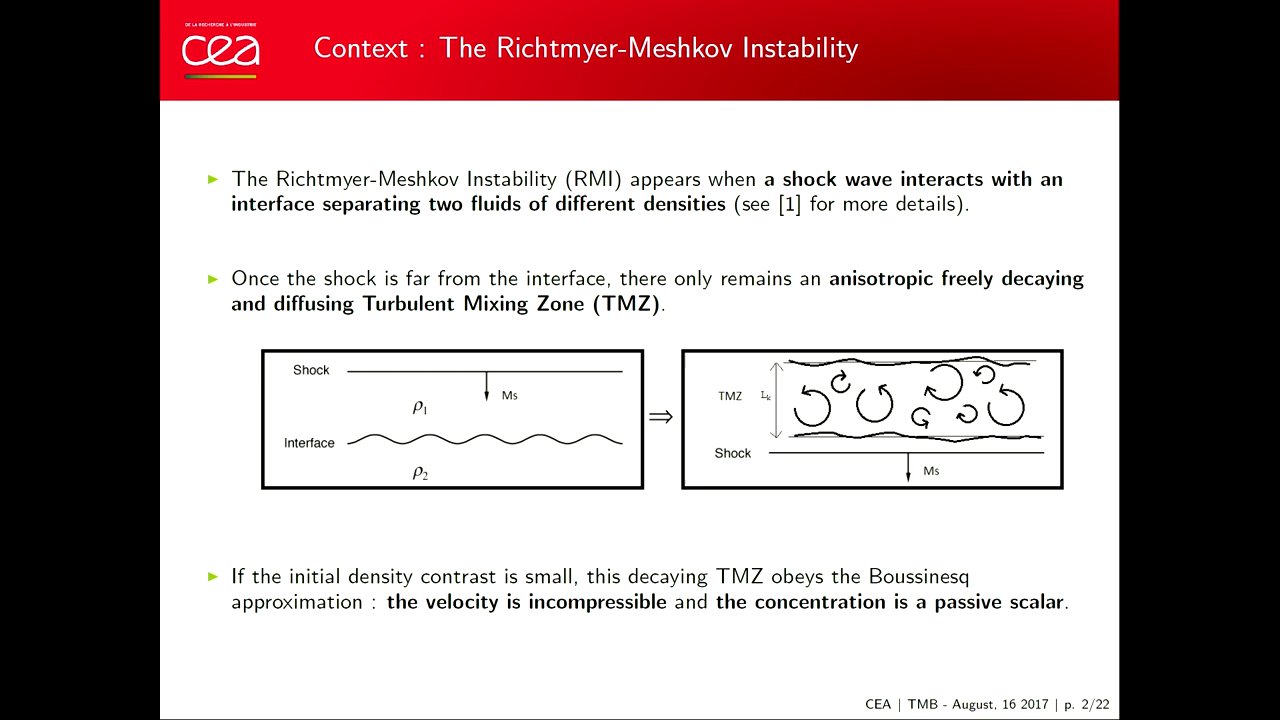 DE LA RECHERCHE À L'INDUSTRIE
cea
Context : The Richtmyer-Meshkov Instability
The Richtmyer-Meshkov Instability (RMI) appears when a shock wave interacts with an
interface separating two fluids of different densities (see [1] for more details).
Once the shock is far from the interface, there only remains an anisotropic freely decaying
and diffusing Turbulent Mixing Zone (TMZ).
Shock
Ms
ρ1
Interface
ρ2
⇒
TMZ
Shock
Ms
If the initial density contrast is small, this decaying TMZ obeys the Boussinesq
approximation : the velocity is incompressible and the concentration is a passive scalar.
CEA | TMB - August, 16 2017 | p. 2/22